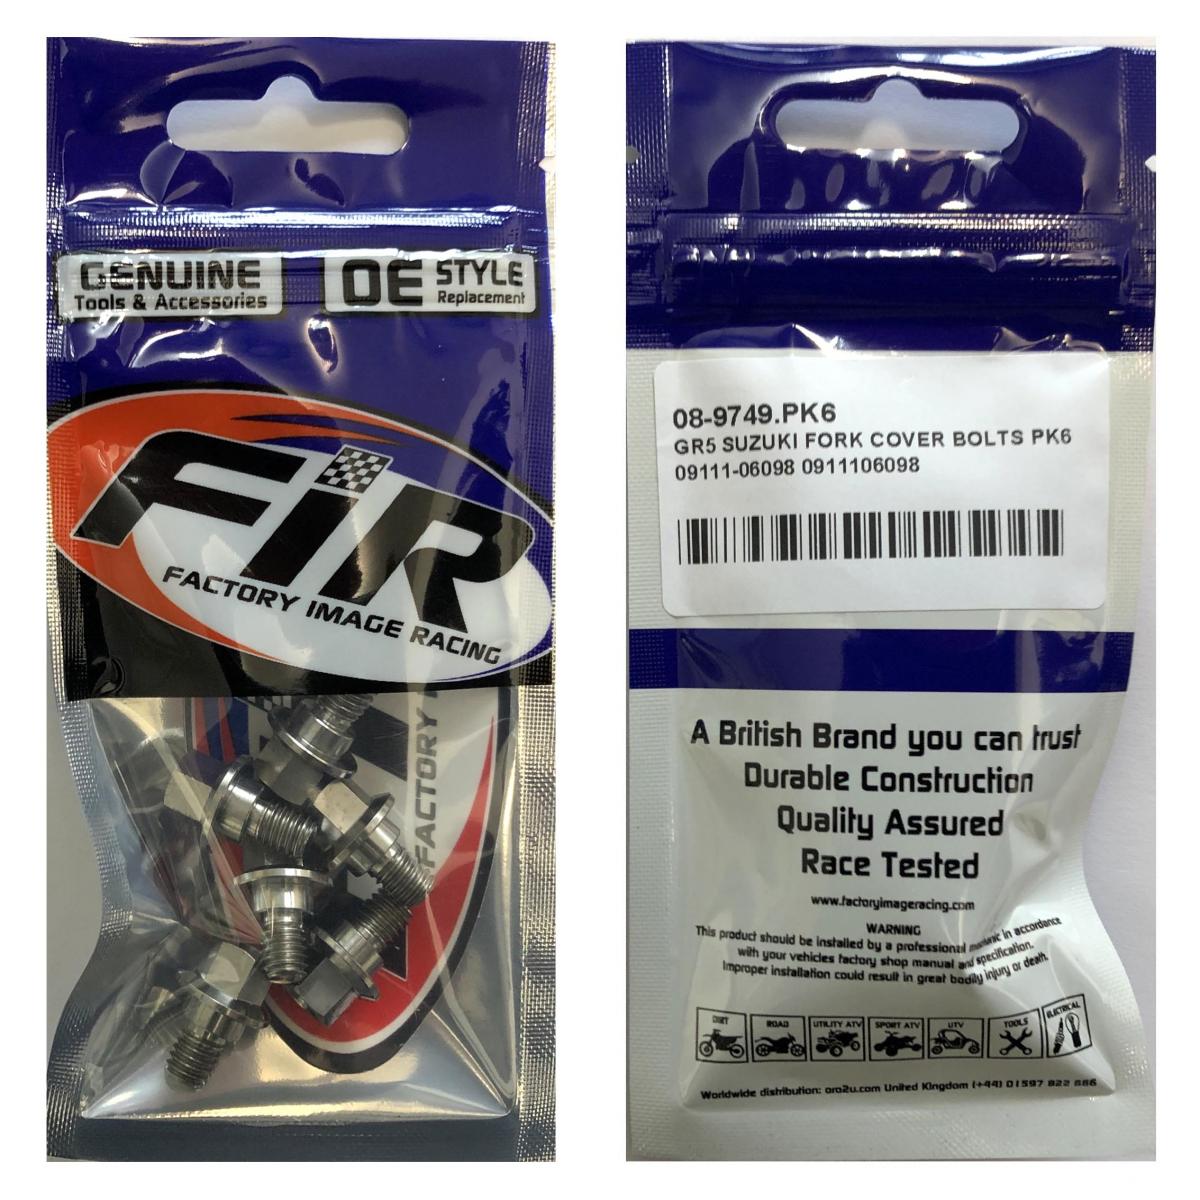 GENUINE
Tools & Accessories
OE STYLE
Replacement
FiR
FACTORY IMAGE RACING
FACTORY
08-9749.PK6
GR5 SUZUKI FORK COVER BOLTS PK6
09111-06098 0911106098
A British Brand you can trust
Durable Construction
Quality Assured
Race Tested
www.factoryimageracing.com
WARNING
This product should be installed by a professional mechanic in accordance
with your vehicles factory shop manual and specification.
Improper installation could result in great bodily injury or death.
DIRT ROAD UTILITY ATV SPORT ATV UTV TOOLS ELECTRICAL
Worldwide distribution: oro2u.com United Kingdom (+44) 01597 822 886